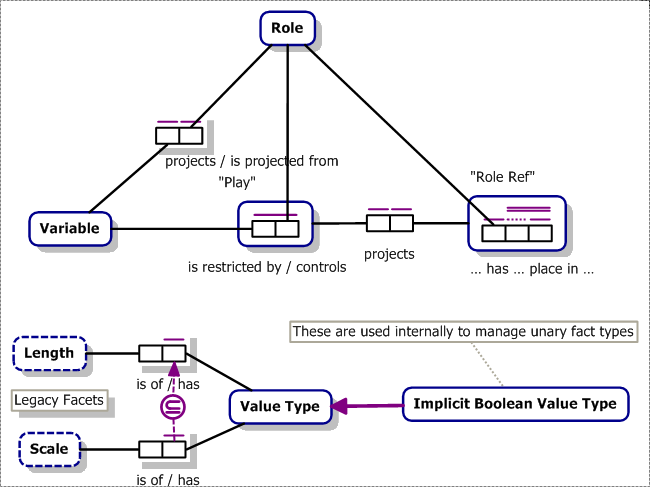 Role
projects / is projected from
"Play"
"Role Ref"
Variable
is restricted by / controls
projects
... has ... place in ...
These are used internally to manage unary fact types
Length
is of / has
Legacy Facets
Value Type
Implicit Boolean Value Type
Scale
is of / has